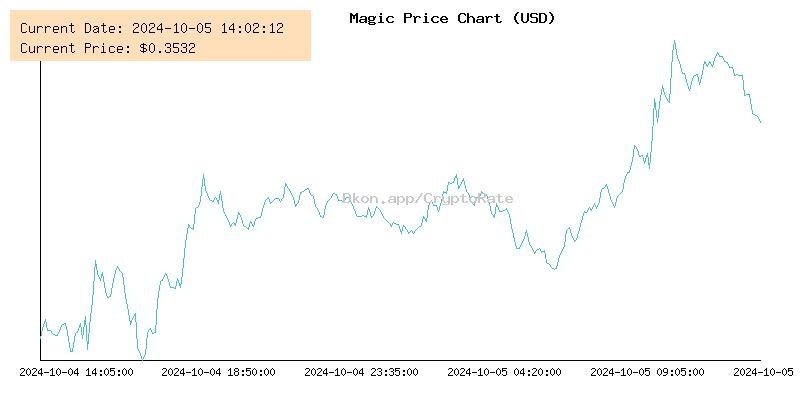 Magic Price Chart (USD)
Current Date: 2024-10-05 14:02:12
Current Price: $0.3532
Dkon.app/CryptoRate
2024-10-04 14:05:00
2024-10-04 18:50:00
2024-10-04 23:35:00
2024-10-05 04:20:00
2024-10-05 09:05:00
2024-10-05